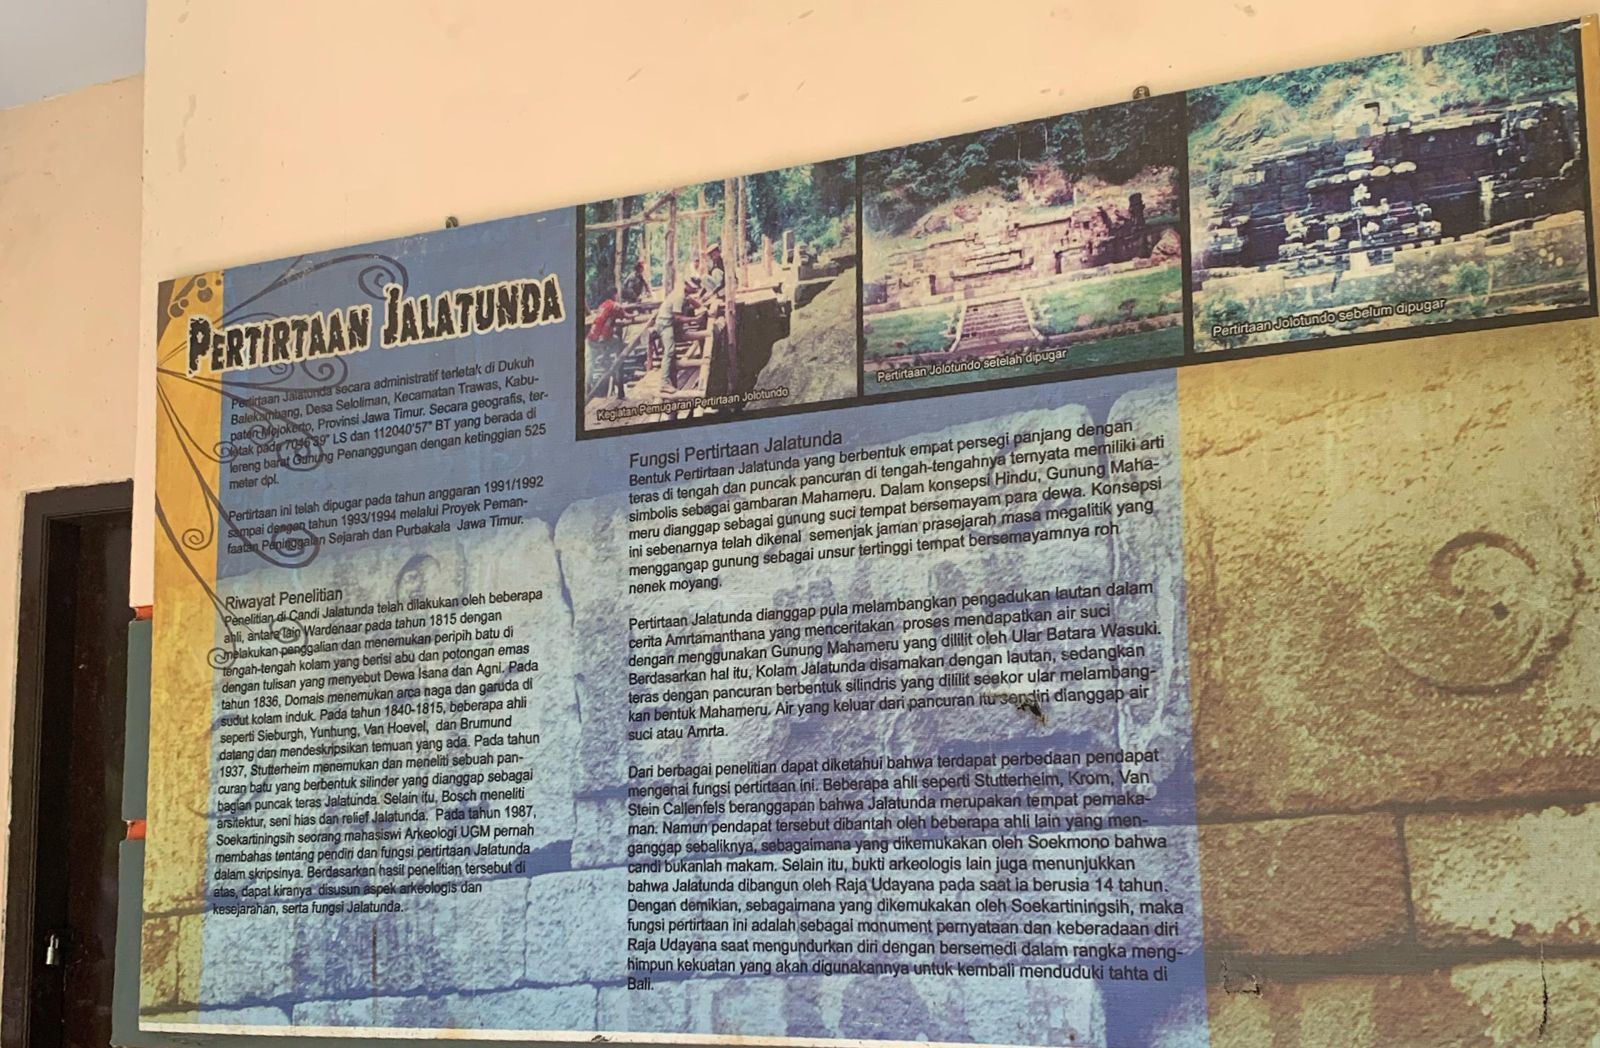 PERTIRTAAN JALATUNDA
Pertirtaan Jalatunda secara administratif terletak di Dukuh
Balekambang, Desa Seloliman, Kecamatan Trawas, Kabu-
paten Mojokerto, Provinsi Jawa Timur. Secara geografis, ter-
letak pada 7046'39" LS dan 112040'57" BT yang berada di
lereng barat Gunung Penanggungan dengan ketinggian 525
meter dpl.
Pertirtaan ini telah dipugar pada tahun anggaran 1991/1992
sampai dengan tahun 1993/1994 melalui Proyek Peman-
faatan Peninggalan Sejarah dan Purbakala Jawa Timur.
Riwayat Penelitian
Penelitian di Candi Jalatunda telah dilakukan oleh beberapa
ahli, antara lain Wardenaar pada tahun 1815 dengan
melakukan penggalian dan menemukan peripih batu di
tengah-tengah kolam yang berisi abu dan potongan emas
dengan tulisan yang menyebut Dewa Isana dan Agni. Pada
tahun 1836, Domais menemukan arca naga dan garuda di
sudut kolam induk. Pada tahun 1840-1815, beberapa ahli
seperti Sieburgh, Yunhung, Van Hoevel, dan Brumund
datang dan mendeskripsikan temuan yang ada. Pada tahun
1937, Stutterheim menemukan dan meneliti sebuah pan-
curan batu yang berbentuk silinder yang dianggap sebagai
bagian puncak teras Jalatunda. Selain itu, Bosch meneliti
arsitektur, seni hias dan relief Jalatunda. Pada tahun 1987,
Soekartiningsih seorang mahasiswi Arkeologi UGM pernah
membahas tentang pendiri dan fungsi pertirtaan Jalatunda
dalam skripsinya. Berdasarkan hasil penelitian tersebut di
atas, dapat kiranya disusun aspek arkeologis dan
kesejarahan, serta fungsi Jalatunda.
Kegiatan Pemugaran Pertirtaan Jolotundo
Pertirtaan Jolotundo setelah dipugar
Pertirtaan Jolotundo sebelum dipugar
Fungsi Pertirtaan Jalatunda
Bentuk Pertirtaan Jalatunda yang berbentuk empat persegi panjang dengan
teras di tengah dan puncak pancuran di tengah-tengahnya ternyata memiliki arti
simbolis sebagai gambaran Mahameru. Dalam konsepsi Hindu, Gunung Maha-
meru dianggap sebagai gunung suci tempat bersemayam para dewa. Konsepsi
ini sebenarnya telah dikenal semenjak jaman prasejarah masa megalitik yang
menggangap gunung sebagai unsur tertinggi tempat bersemayamnya roh
nenek moyang.
Pertirtaan Jalatunda dianggap pula melambangkan pengadukan lautan dalam
cerita Amrtamanthana yang menceritakan proses mendapatkan air suci
dengan menggunakan Gunung Mahameru yang dililit oleh Ular Batara Wasuki.
Berdasarkan hal itu, Kolam Jalatunda disamakan dengan lautan, sedangkan
teras dengan pancuran berbentuk silindris yang dililit seekor ular melambang-
kan bentuk Mahameru. Air yang keluar dari pancuran itu sendiri dianggap air
suci atau Amrta.
Dari berbagai penelitian dapat diketahui bahwa terdapat perbedaan pendapat
mengenai fungsi pertirtaan ini. Beberapa ahli seperti Stutterheim, Krom, Van
Stein Callenfels beranggapan bahwa Jalatunda merupakan tempat pemaka-
man. Namun pendapat tersebut dibantah oleh beberapa ahli lain yang men-
ganggap sebaliknya, sebagaimana yang dikemukakan oleh Soekmono bahwa
candi bukanlah makam. Selain itu, bukti arkeologis lain juga menunjukkan
bahwa Jalatunda dibangun oleh Raja Udayana pada saat ia berusia 14 tahun.
Dengan demikian, sebagaimana yang dikemukakan oleh Soekartiningsih, maka
fungsi pertirtaan ini adalah sebagai monument pernyataan dan keberadaan diri
Raja Udayana saat mengundurkan diri dengan bersemedi dalam rangka meng-
himpun kekuatan yang akan digunakannya untuk kembali menduduki tahta di
Bali.